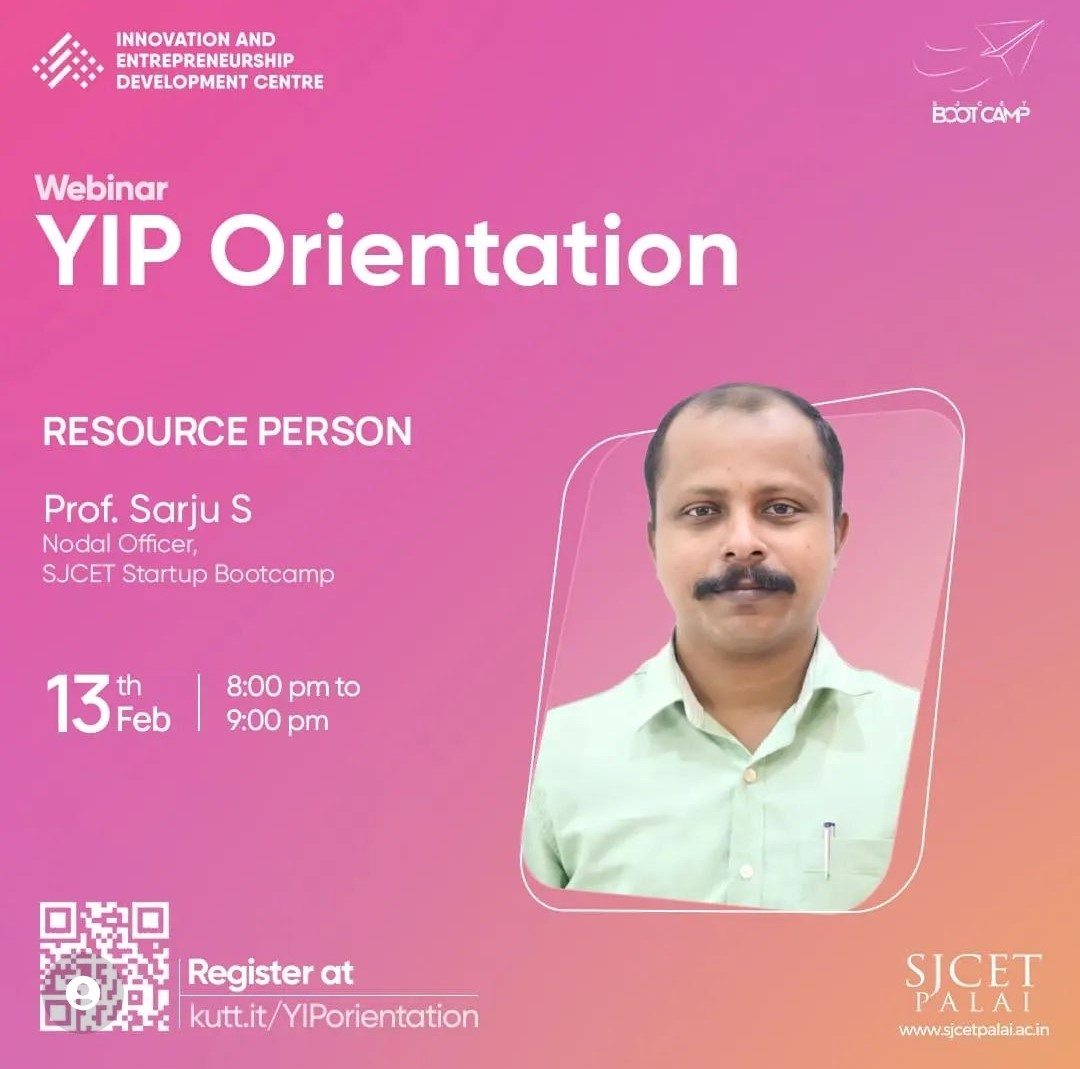 INNOVATION AND
ENTREPRENEURSHIP
DEVELOPMENT CENTRE
SJCET
BOOTCAMP
Webinar
YIP Orientation
RESOURCE PERSON
Prof. Sarju S
Nodal Officer,
SJCET Startup Bootcamp
13th Feb
8:00 pm to
9:00 pm
Register at
kutt.it/YIPorientation
SJCET
PALAI
www.sjcetpalai.ac.in